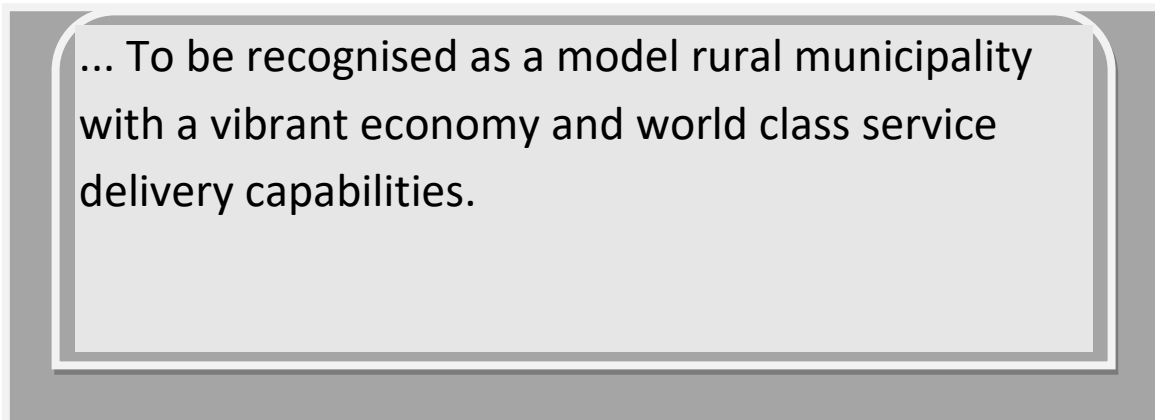 ... To be recognised as a model rural municipality
with a vibrant economy and world class service
delivery capabilities.